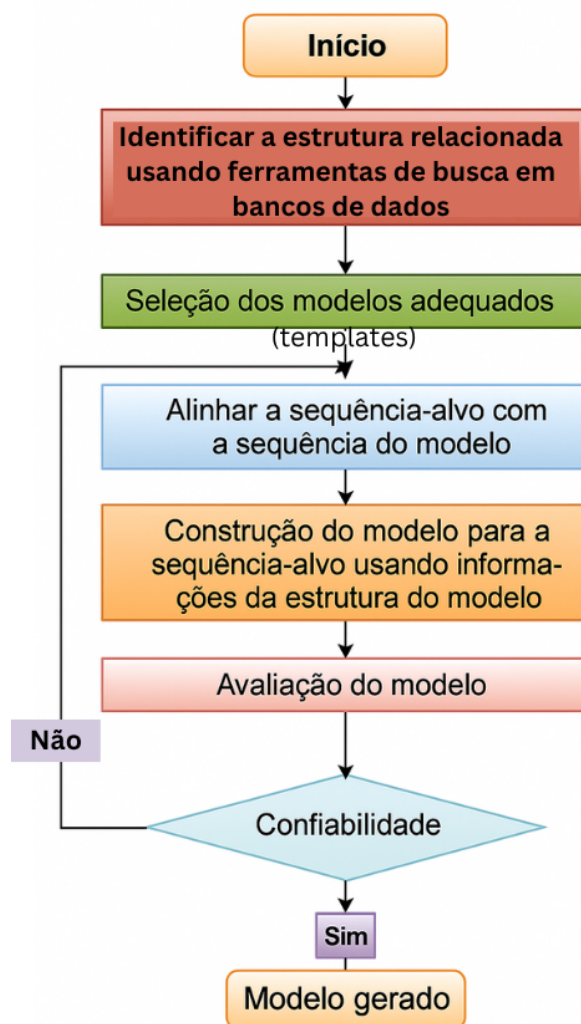 Início
Identificar a estrutura relacionada
usando ferramentas de busca em
bancos de dados
Seleção dos modelos adequados
(templates)
Alinhar a sequência-alvo com
a sequência do modelo
Construção do modelo para a
sequência-alvo usando informa-
ções da estrutura do modelo
Avaliação do modelo
Não
Confiabilidade
Sim
Modelo gerado